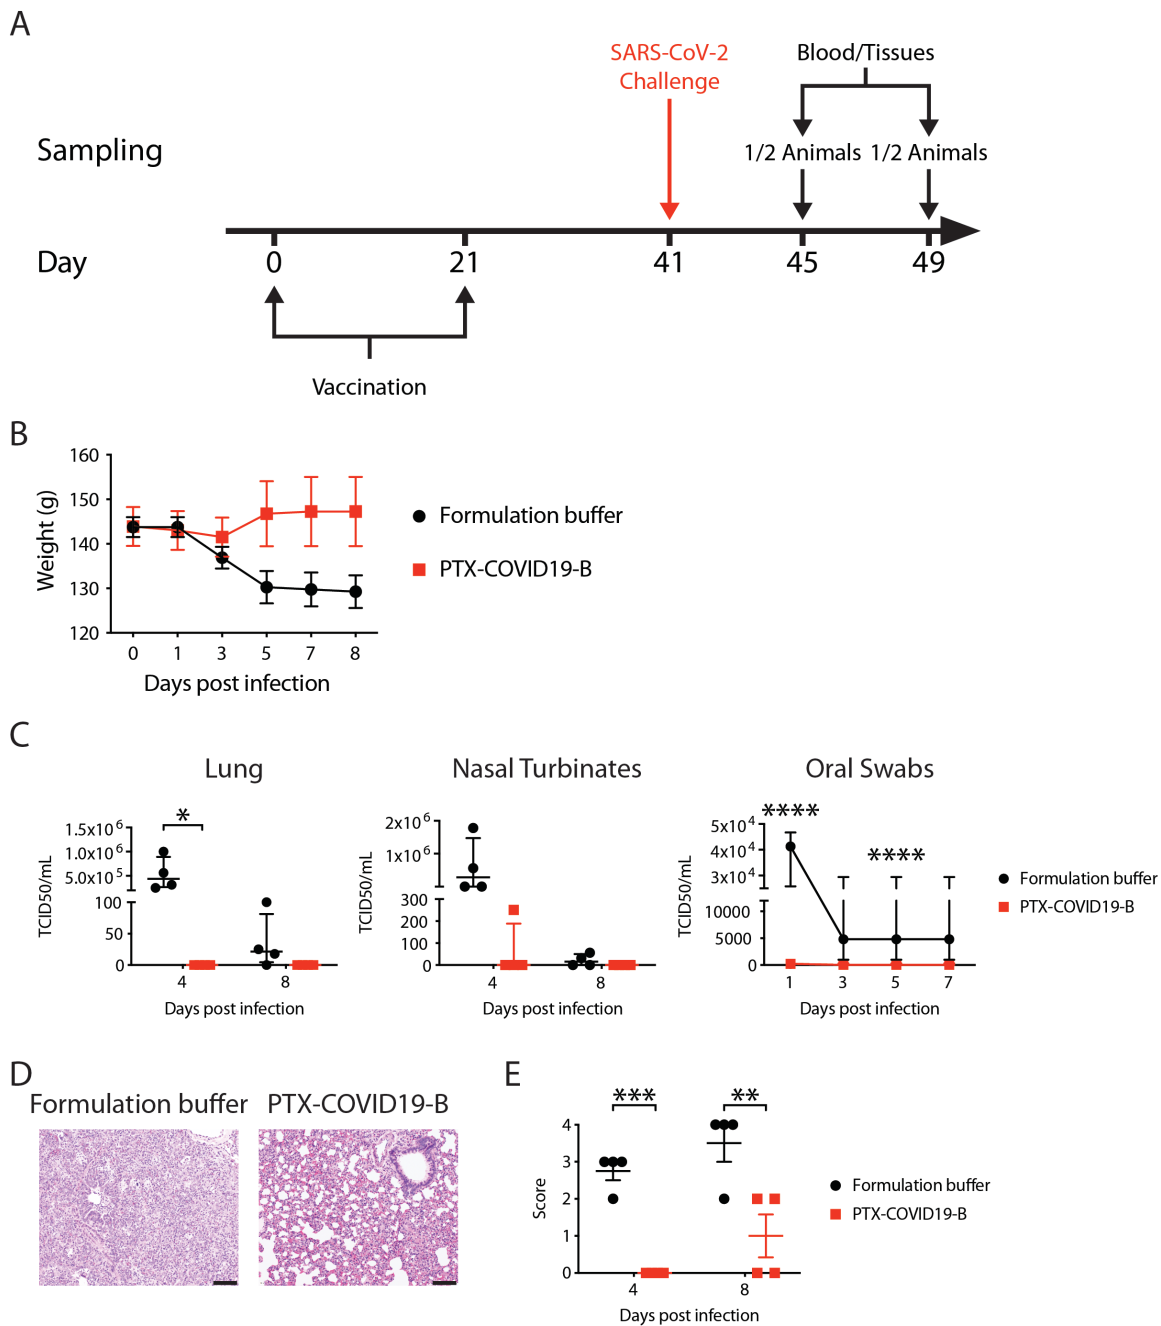 A
SARS-CoV-2
Challenge
Blood/Tissues
Sampling
1/2 Animals 1/2 Animals
Day
0 21 41 45 49
Vaccination
B
160
150
140
130
120
Weight (g)
0 1 3 5 7 8
Days post infection
Formulation buffer
PTX-COVID19-B
C
Lung
*
1.5x10⁶
1.0x10⁶
5.0x10⁵
100
50
0
TCID50/mL
4 8
Days post infection
Nasal Turbinates
2x10⁶
1x10⁶
300
200
100
0
TCID50/mL
4 8
Days post infection
Oral Swabs
****
****
5x10⁴
4x10⁴
3x10⁴
10000
5000
0
TCID50/mL
1 3 5 7
Days post infection
Formulation buffer
PTX-COVID19-B
D
Formulation buffer PTX-COVID19-B
E
*** **
4
3
2
1
0
Score
4 8
Days post infection
Formulation buffer
PTX-COVID19-B